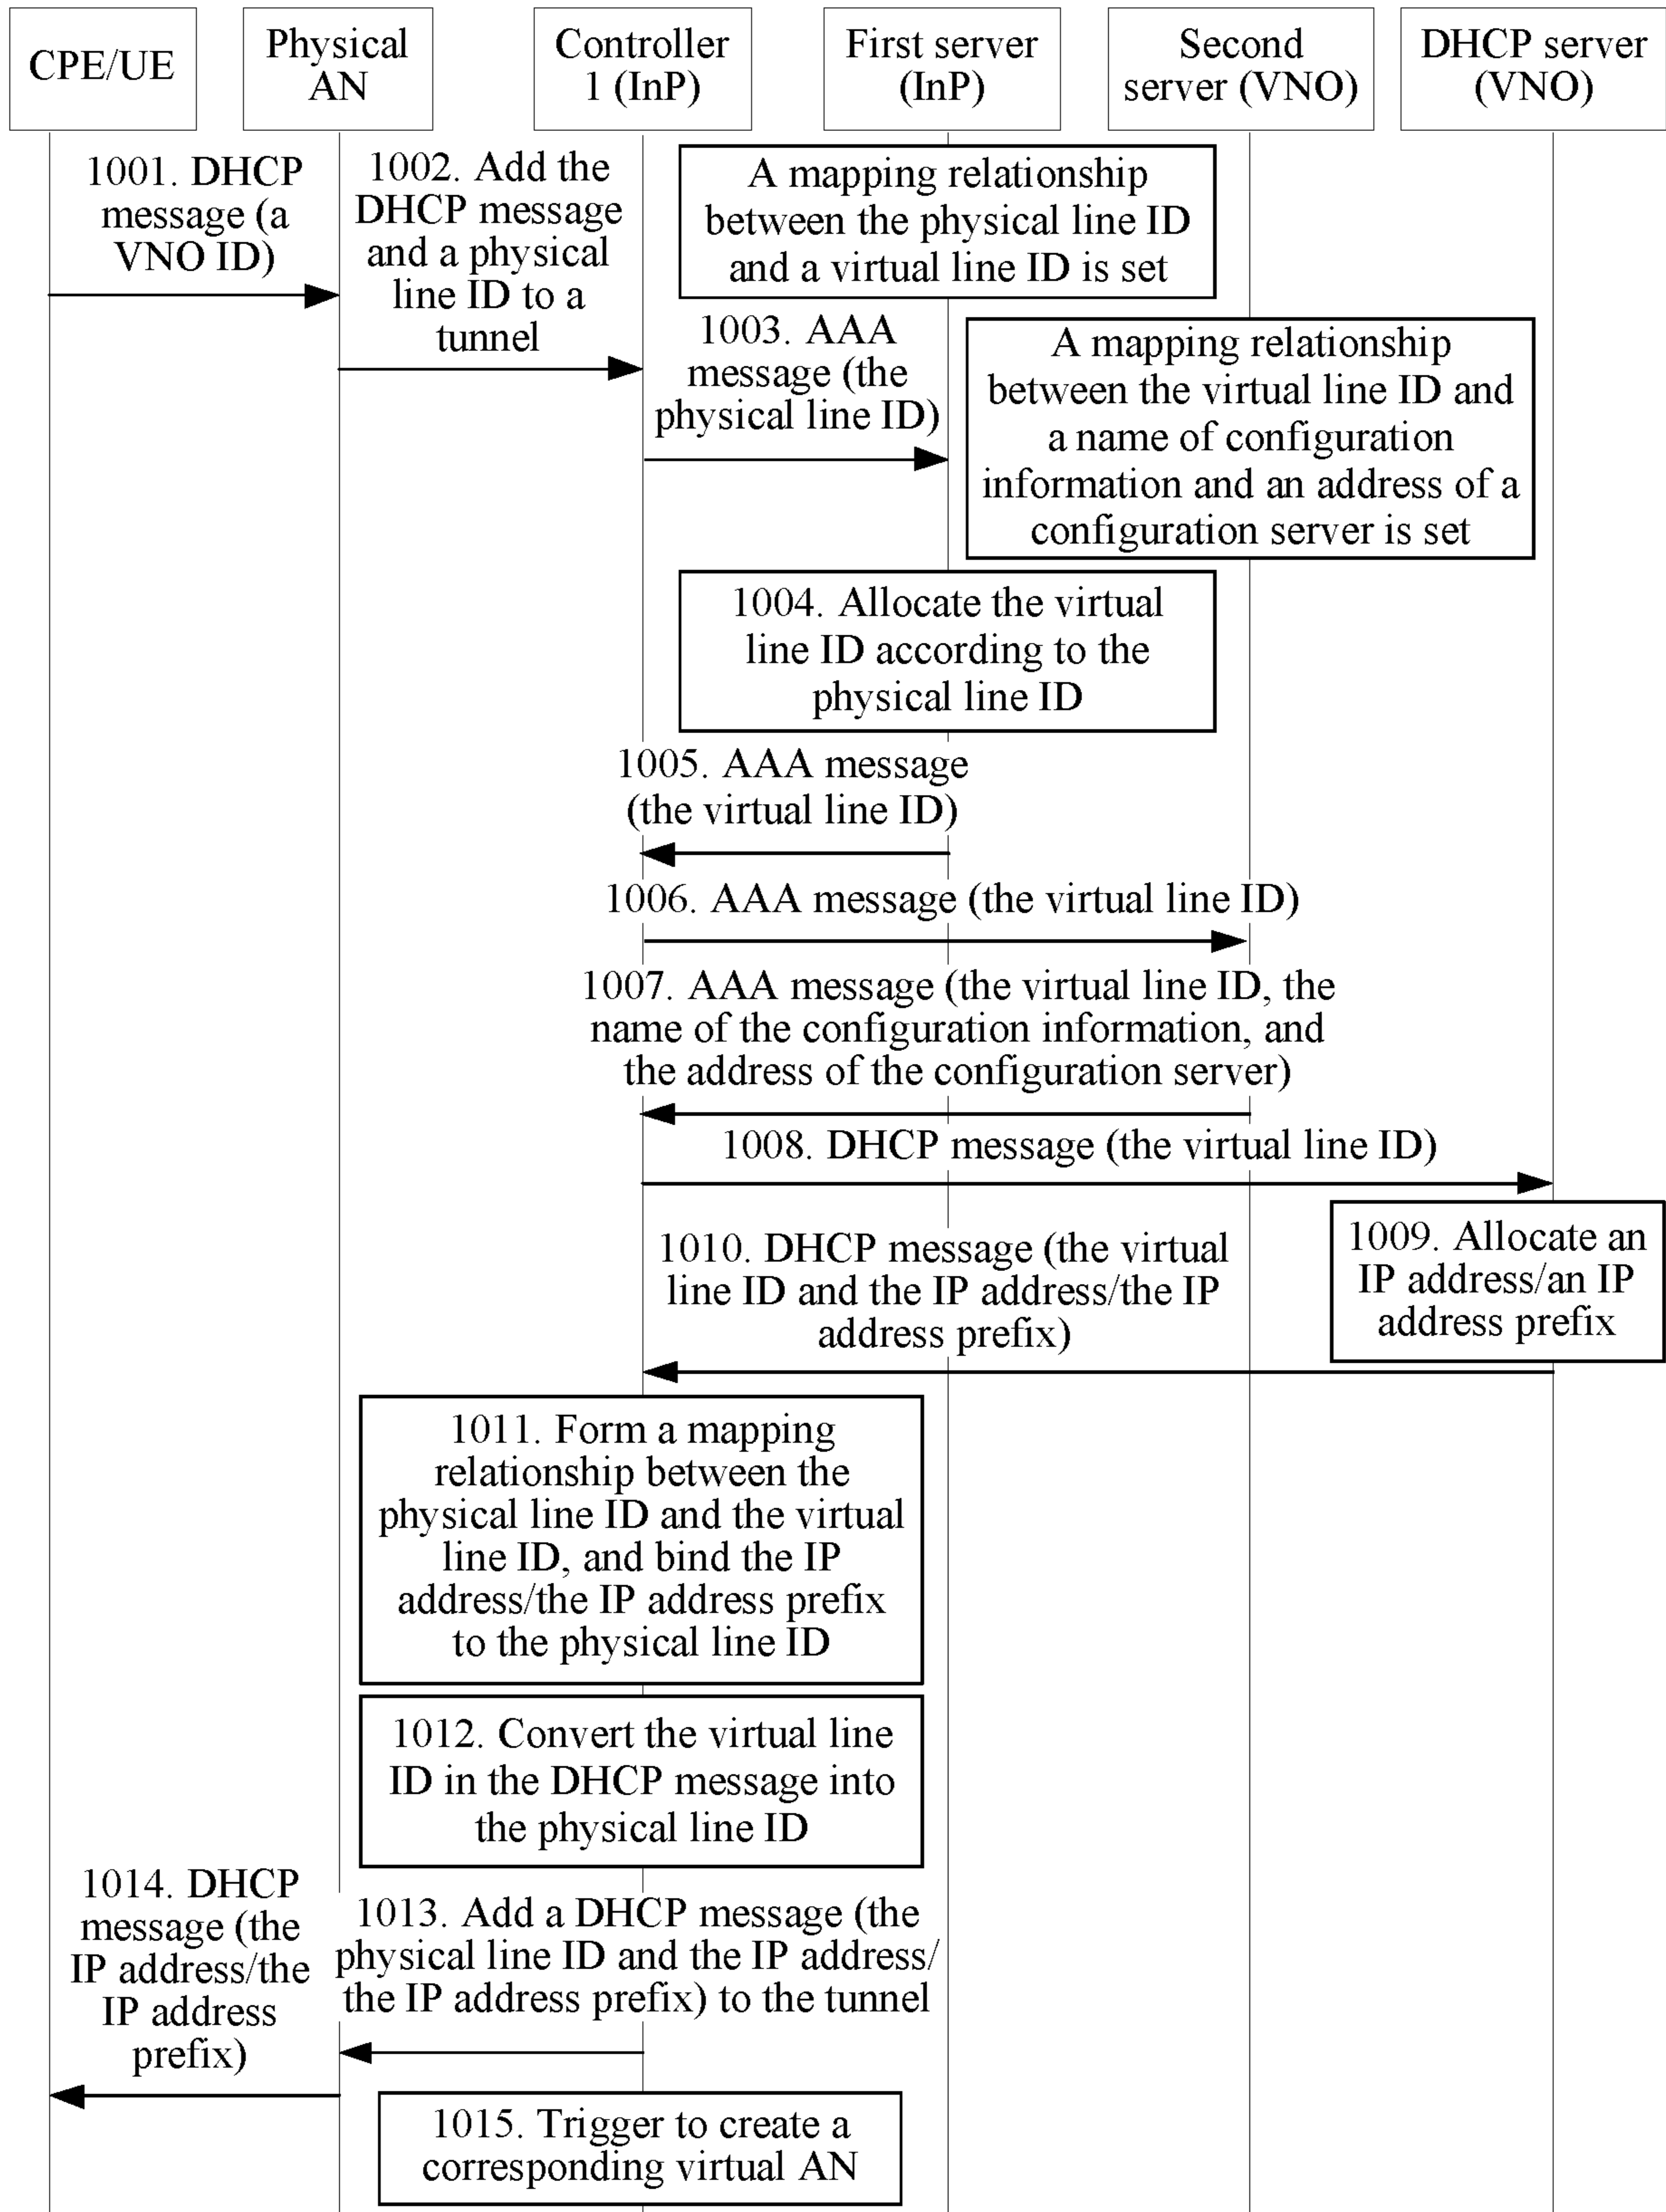 CPE/UE
Physical
AN
Controller
1 (InP)
First server
(InP)
Second
server (VNO)
DHCP server
(VNO)
1001. DHCP
message (a
VNO ID)
1002. Add the
DHCP message
and a physical
line ID to a
tunnel
A mapping relationship
between the physical line ID
and a virtual line ID is set
1003. AAA
message (the
physical line ID)
A mapping relationship
between the virtual line ID and
a name of configuration
information and an address of a
configuration server is set
1004. Allocate the virtual
line ID according to the
physical line ID
1005. AAA message
(the virtual line ID)
1006. AAA message (the virtual line ID)
1007. AAA message (the virtual line ID, the
name of the configuration information, and
the address of the configuration server)
1008. DHCP message (the virtual line ID)
1009. Allocate an
IP address/an IP
address prefix
1010. DHCP message (the virtual
line ID and the IP address/the IP
address prefix)
1011. Form a mapping
relationship between the
physical line ID and the virtual
line ID, and bind the IP
address/the IP address prefix
to the physical line ID
1012. Convert the virtual line
ID in the DHCP message into
the physical line ID
1013. Add a DHCP message (the
physical line ID and the IP address/
the IP address prefix) to the tunnel
1014. DHCP
message (the
IP address/the
IP address
prefix)
1015. Trigger to create a
corresponding virtual AN